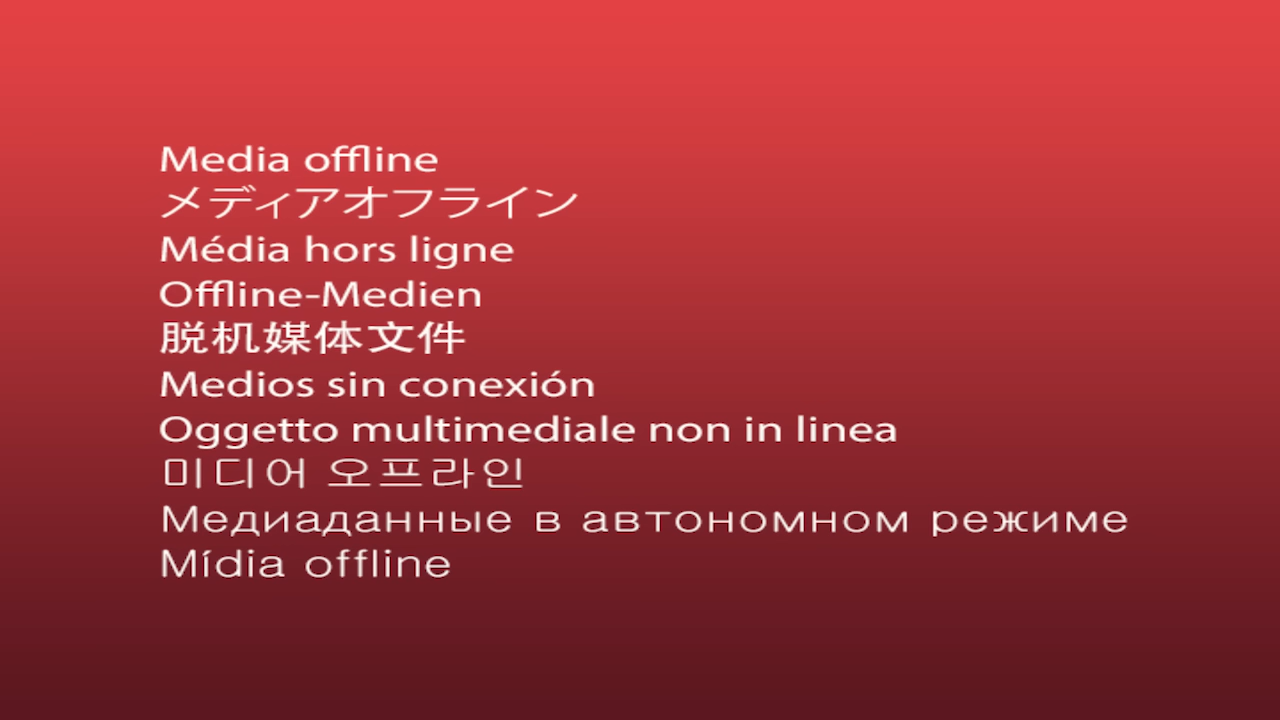 Media offline
メディアオフライン
Média hors ligne
Offline-Medien
脱机媒体文件
Medios sin conexión
Oggetto multimediale non in linea
미디어 오프라인
Медиаданные в автономном режиме
Mídia offline